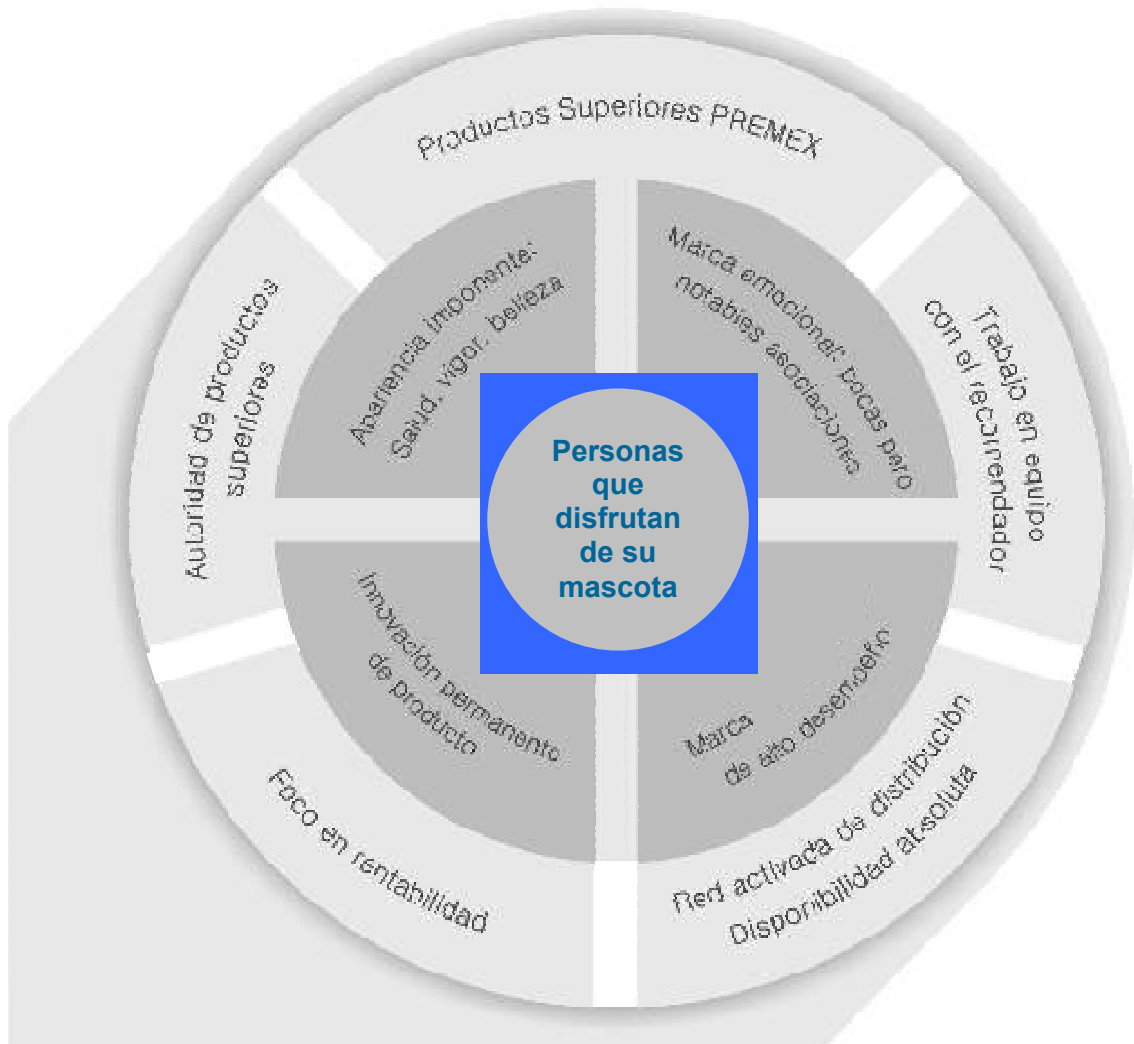 Productos Superiores PREMEX
Autoridad de productos
superiores
Apariencia imponente:
Salud, vigor, belleza
Marca emocional: pocas pero
notables asociaciones
Trabajo en equipo
con el recomendador
Personas
que
disfrutan
de su
mascota
Innovación permanente
de producto
Marca
de alto desempeño
Foco en rentabilidad
Red activada de distribución
Disponibilidad absoluta